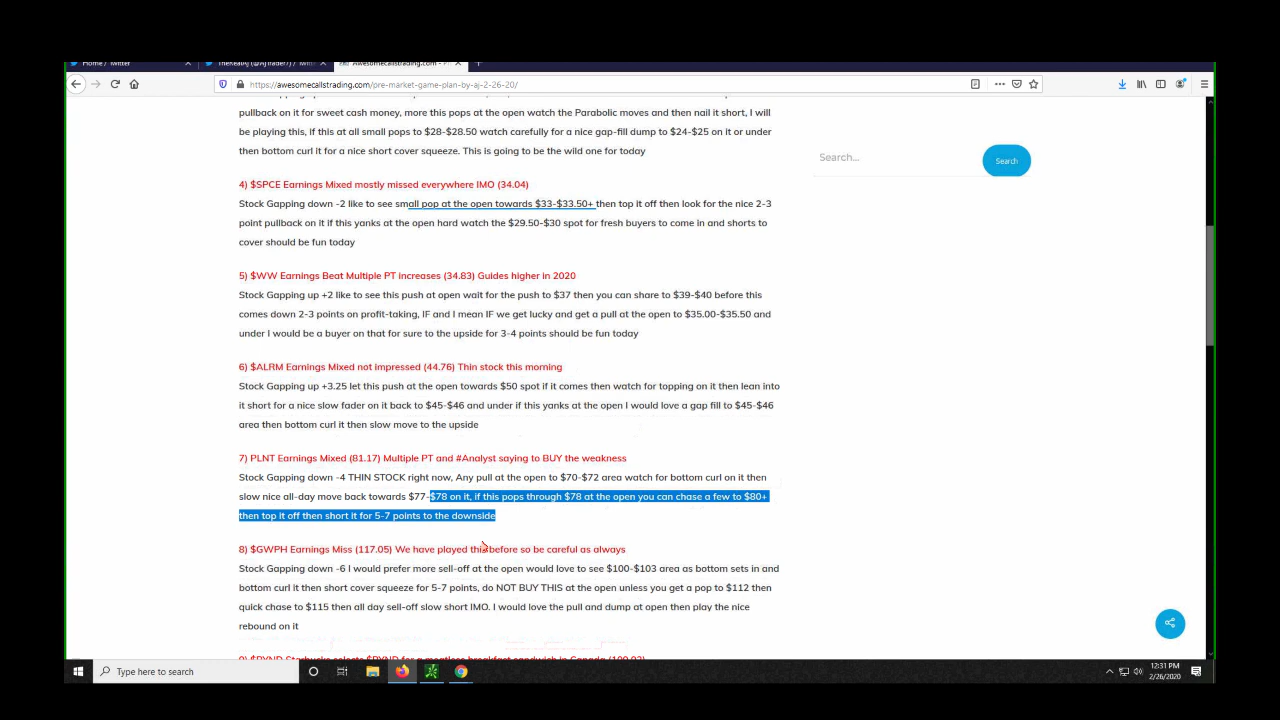 Home / Twitter
https://awesomecallstrading.com/pre-market-game-plan-by-aj-2-26-20/
pullback on it for sweet cash money, more this pops at the open watch the Parabolic moves and then nail it short, I will
be playing this, if this at all small pops to $28-$28.50 watch carefully for a nice gap-fill dump to $24-$25 on it or under
then bottom curl it for a nice short cover squeeze. This is going to be the wild one for today
Search...
Search
4) $SPCE Earnings Mixed mostly missed everywhere IMO (34.04)
Stock Gapping down -2 like to see small pop at the open towards $33-$33.50+ then top it off then look for the nice 2-3
point pullback on it if this yanks at the open hard watch the $29.50-$30 spot for fresh buyers to come in and shorts to
cover should be fun today
5) $WW Earnings Beat Multiple PT increases (34.83) Guides higher in 2020
Stock Gapping up +2 like to see this push at open wait for the push to $37 then you can share to $39-$40 before this
comes down 2-3 points on profit-taking, IF and I mean IF we get lucky and get a pull at the open to $35.00-$35.50 and
under I would be a buyer on that for sure to the upside for 3-4 points should be fun today
6) $ALRM Earnings Mixed not impressed (44.76) Thin stock this morning
Stock Gapping up +3.25 let this push at the open towards $50 spot if it comes then watch for topping on it then lean into
it short for a nice slow fader on it back to $45-$46 and under if this yanks at the open I would love a gap fill to $45-$46
area then bottom curl it then slow move to the upside
7) PLNT Earnings Mixed (81.17) Multiple PT and #Analyst saying to BUY the weakness
Stock Gapping down -4 THIN STOCK right now, Any pull at the open to $70-$72 area watch for bottom curl on it then
slow nice all-day move back towards $77-$78 on it, if this pops through $78 at the open you can chase a few to $80+
then top it off then short it for 5-7 points to the downside
8) $GWPH Earnings Miss (117.05) We have played this before so be careful as always
Stock Gapping down -6 I would prefer more sell-off at the open would love to see $100-$103 area as bottom sets in and
bottom curl it then short cover squeeze for 5-7 points, do NOT BUY THIS at the open unless you get a pop to $112 then
quick chase to $115 then all day sell-off slow short IMO. I would love the pull and dump at open then play the nice
rebound on it
Type here to search
12:31 PM
2/26/2020